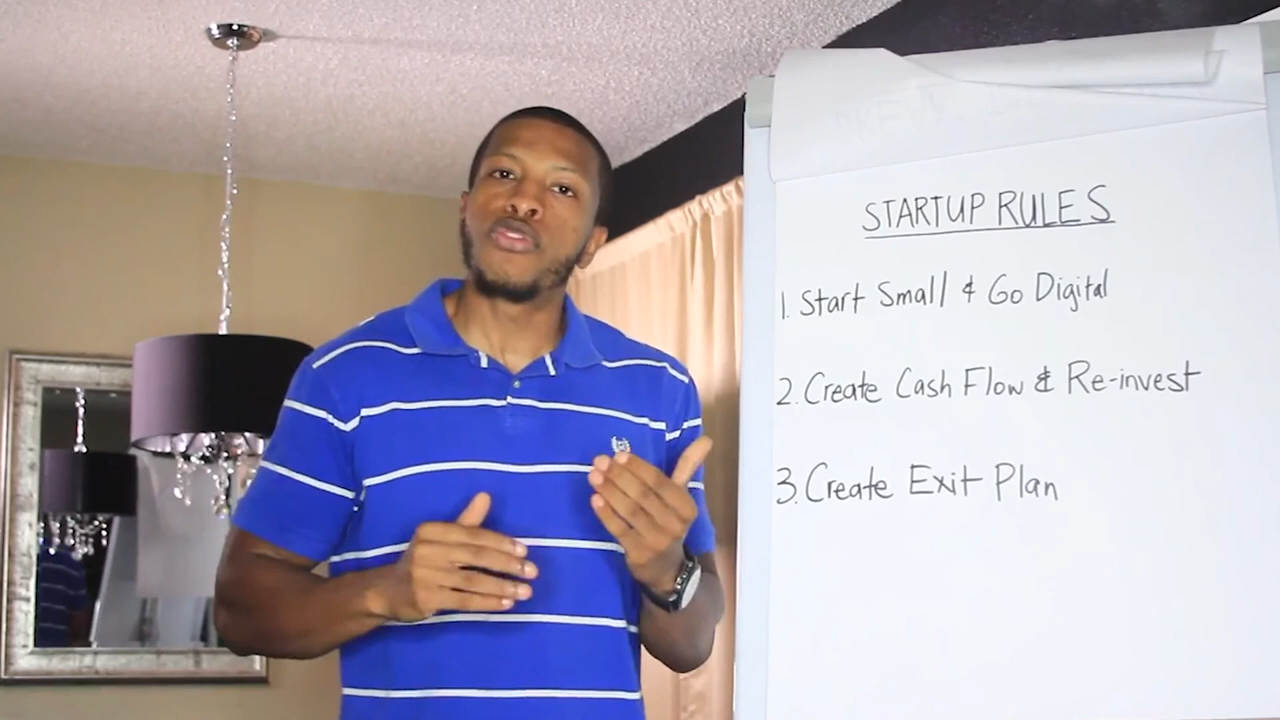 STARTUP RULES
1. Start Small & Go Digital
2. Create Cash Flow & Re-invest
3. Create Exit Plan